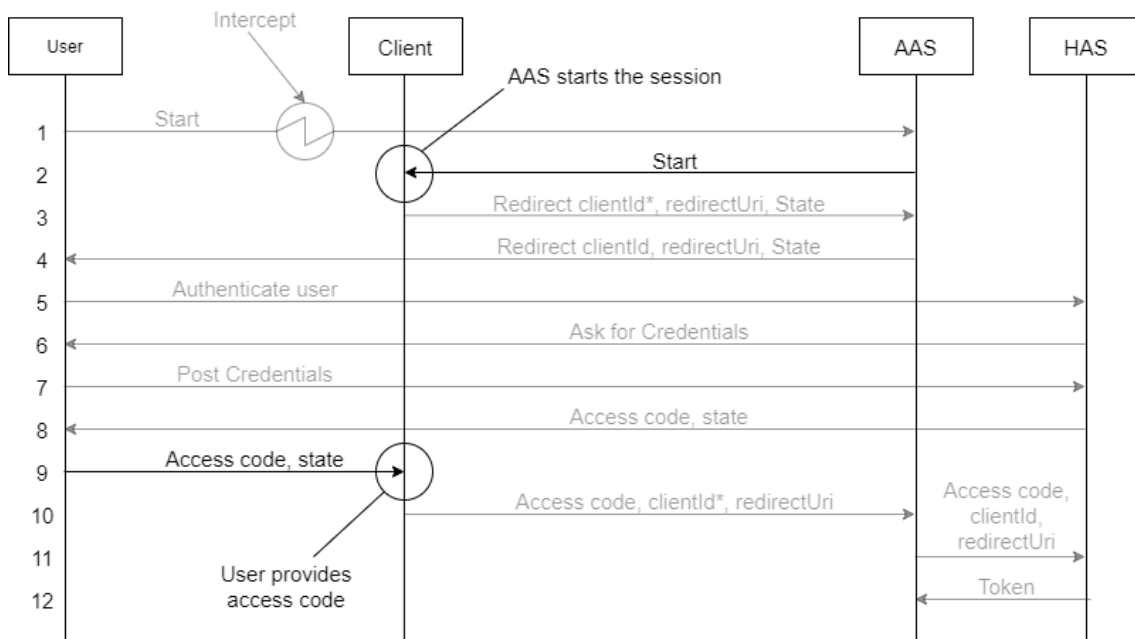 Intercept
User
Client
AAS
HAS
AAS starts the session
1
Start
2
Start
3
Redirect clientId*, redirectUri, State
4
Redirect clientId, redirectUri, State
5
Authenticate user
6
Ask for Credentials
7
Post Credentials
8
Access code, state
9
Access code, state
10
Access code, clientId*, redirectUri
Access code,
clientId,
redirectUri
11
User provides
access code
12
Token